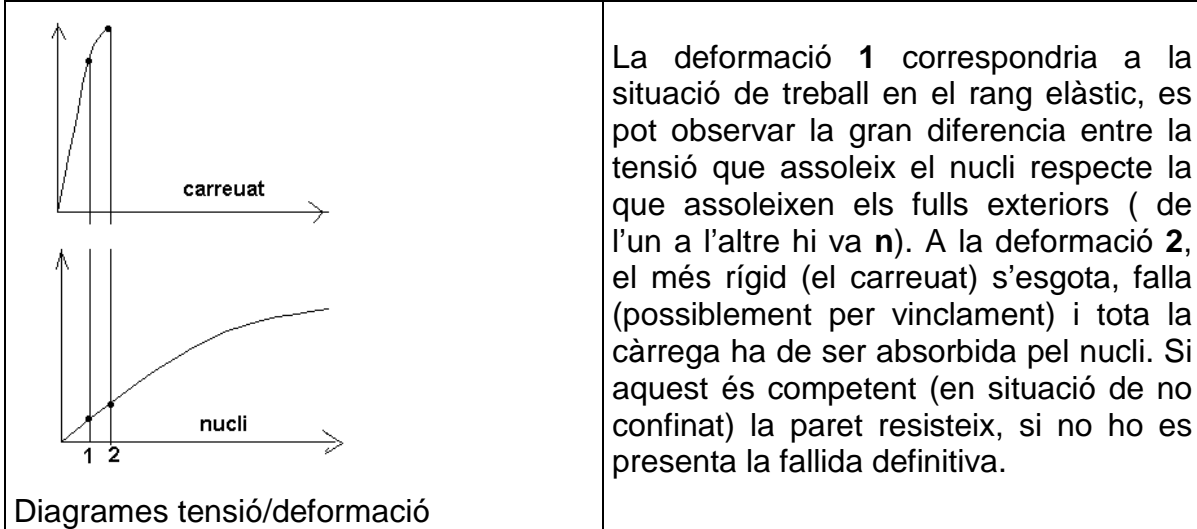 carreuat
nucli
1 2
Diagrames tensió/deformació
La deformació 1 correspondria a la
situació de treball en el rang elàstic, es
pot observar la gran diferencia entre la
tensió que assoleix el nucli respecte la
que assoleixen els fulls exteriors ( de
l’un a l’altre hi va n). A la deformació 2,
el més rígid (el carreuat) s’esgota, falla
(possiblement per vinclament) i tota la
càrrega ha de ser absorbida pel nucli. Si
aquest és competent (en situació de no
confinat) la paret resisteix, si no ho es
presenta la fallida definitiva.